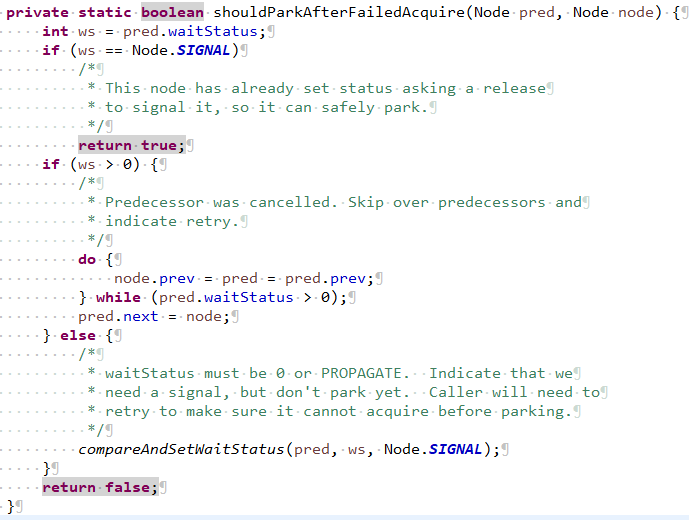 private static boolean shouldParkAfterFailedAcquire(Node pred, Node node) {
    int ws = pred.waitStatus;
    if (ws == Node.SIGNAL)
        /*
         * This node has already set status asking a release
         * to signal it, so it can safely park.
         */
        return true;
    if (ws > 0) {
        /*
         * Predecessor was cancelled. Skip over predecessors and
         * indicate retry.
         */
        do {
            node.prev = pred = pred.prev;
        } while (pred.waitStatus > 0);
        pred.next = node;
    } else {
        /*
         * waitStatus must be 0 or PROPAGATE.  Indicate that we
         * need a signal, but don't park yet.  Caller will need to
         * retry to make sure it cannot acquire before parking.
         */
        compareAndSetWaitStatus(pred, ws, Node.SIGNAL);
    }
    return false;
}